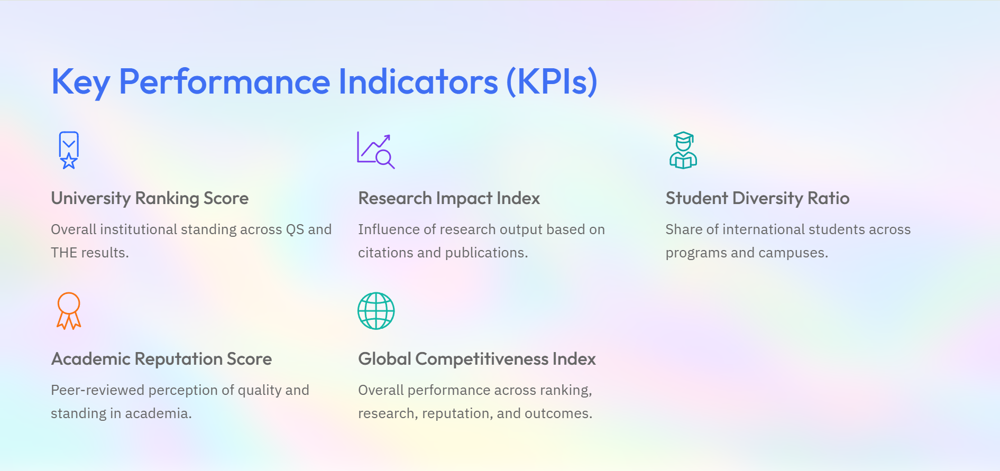 Key Performance Indicators (KPIs)
University Ranking Score
Overall institutional standing across QS and
THE results.
Research Impact Index
Influence of research output based on
citations and publications.
Student Diversity Ratio
Share of international students across
programs and campuses.
Academic Reputation Score
Peer-reviewed perception of quality and
standing in academia.
Global Competitiveness Index
Overall performance across ranking,
research, reputation, and outcomes.